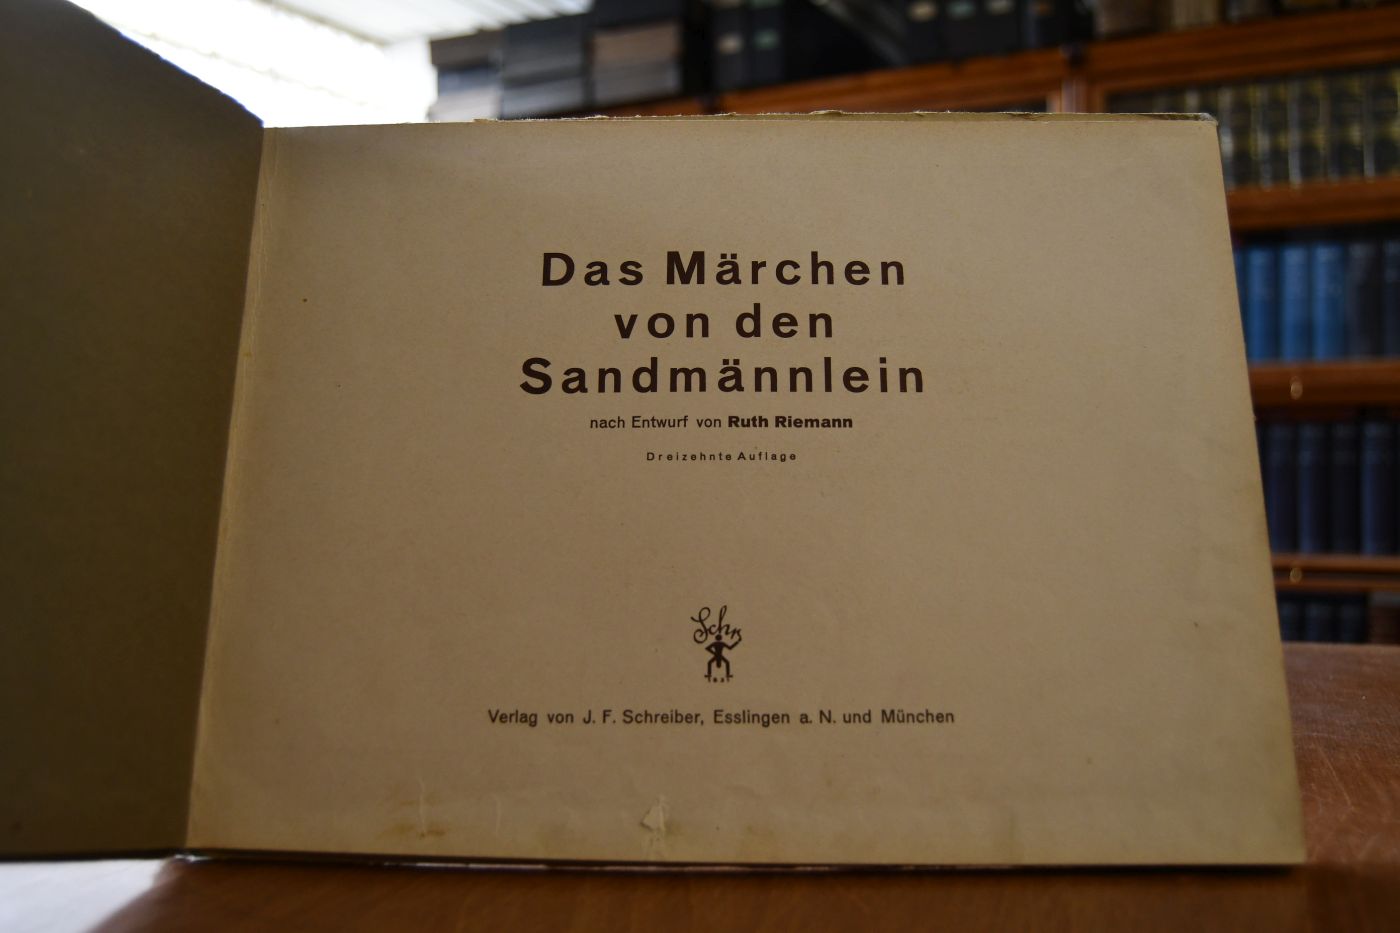 Das Märchen
von den
Sandmännlein
nach Entwurf von Ruth Riemann
Dreizehnte Auflage
Schr
1831
Verlag von J. F. Schreiber, Esslingen a. N. und München